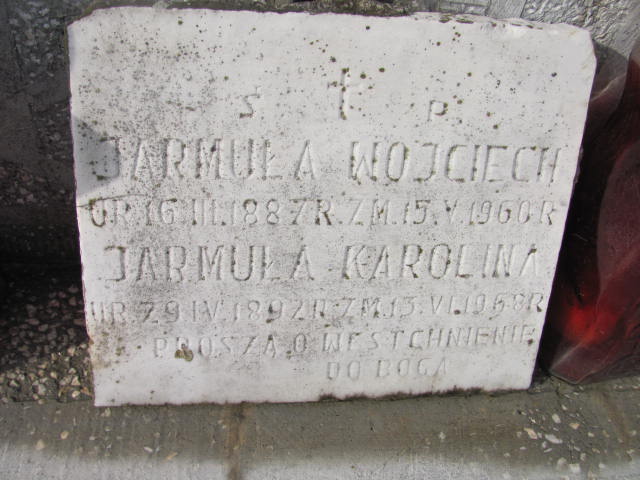 Ś † P
JARMUŁA WOJCIECH
UR 16 III. 1887 R. ZM. 15. V. 1960 R
JARMUŁA KAROLINA
UR 29 IV. 1892 R ZM. 13. VI. 1968 R
PROSZĄ O WESTCHNIENIE
DO BOGA